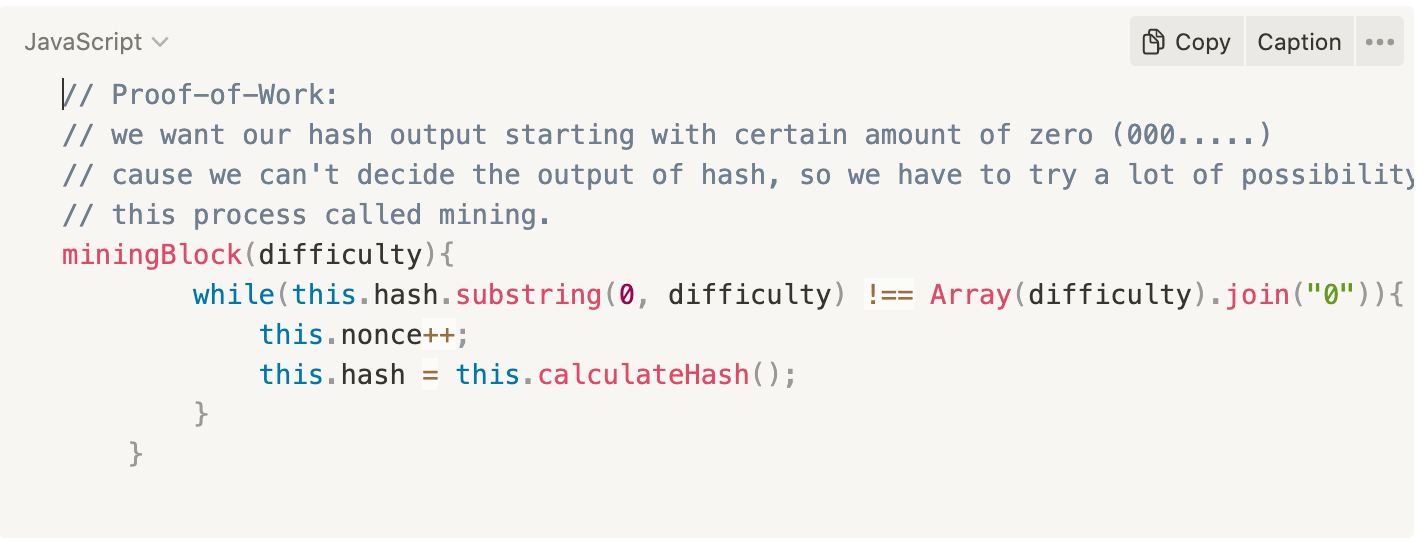 JavaScript
Copy
Caption
// Proof-of-Work:
// we want our hash output starting with certain amount of zero (000.....)
// cause we can't decide the output of hash, so we have to try a lot of possibility
// this process called mining.
miningBlock(difficulty){
        while(this.hash.substring(0, difficulty) !== Array(difficulty).join("0")){
            this.nonce++;
            this.hash = this.calculateHash();
        }
    }